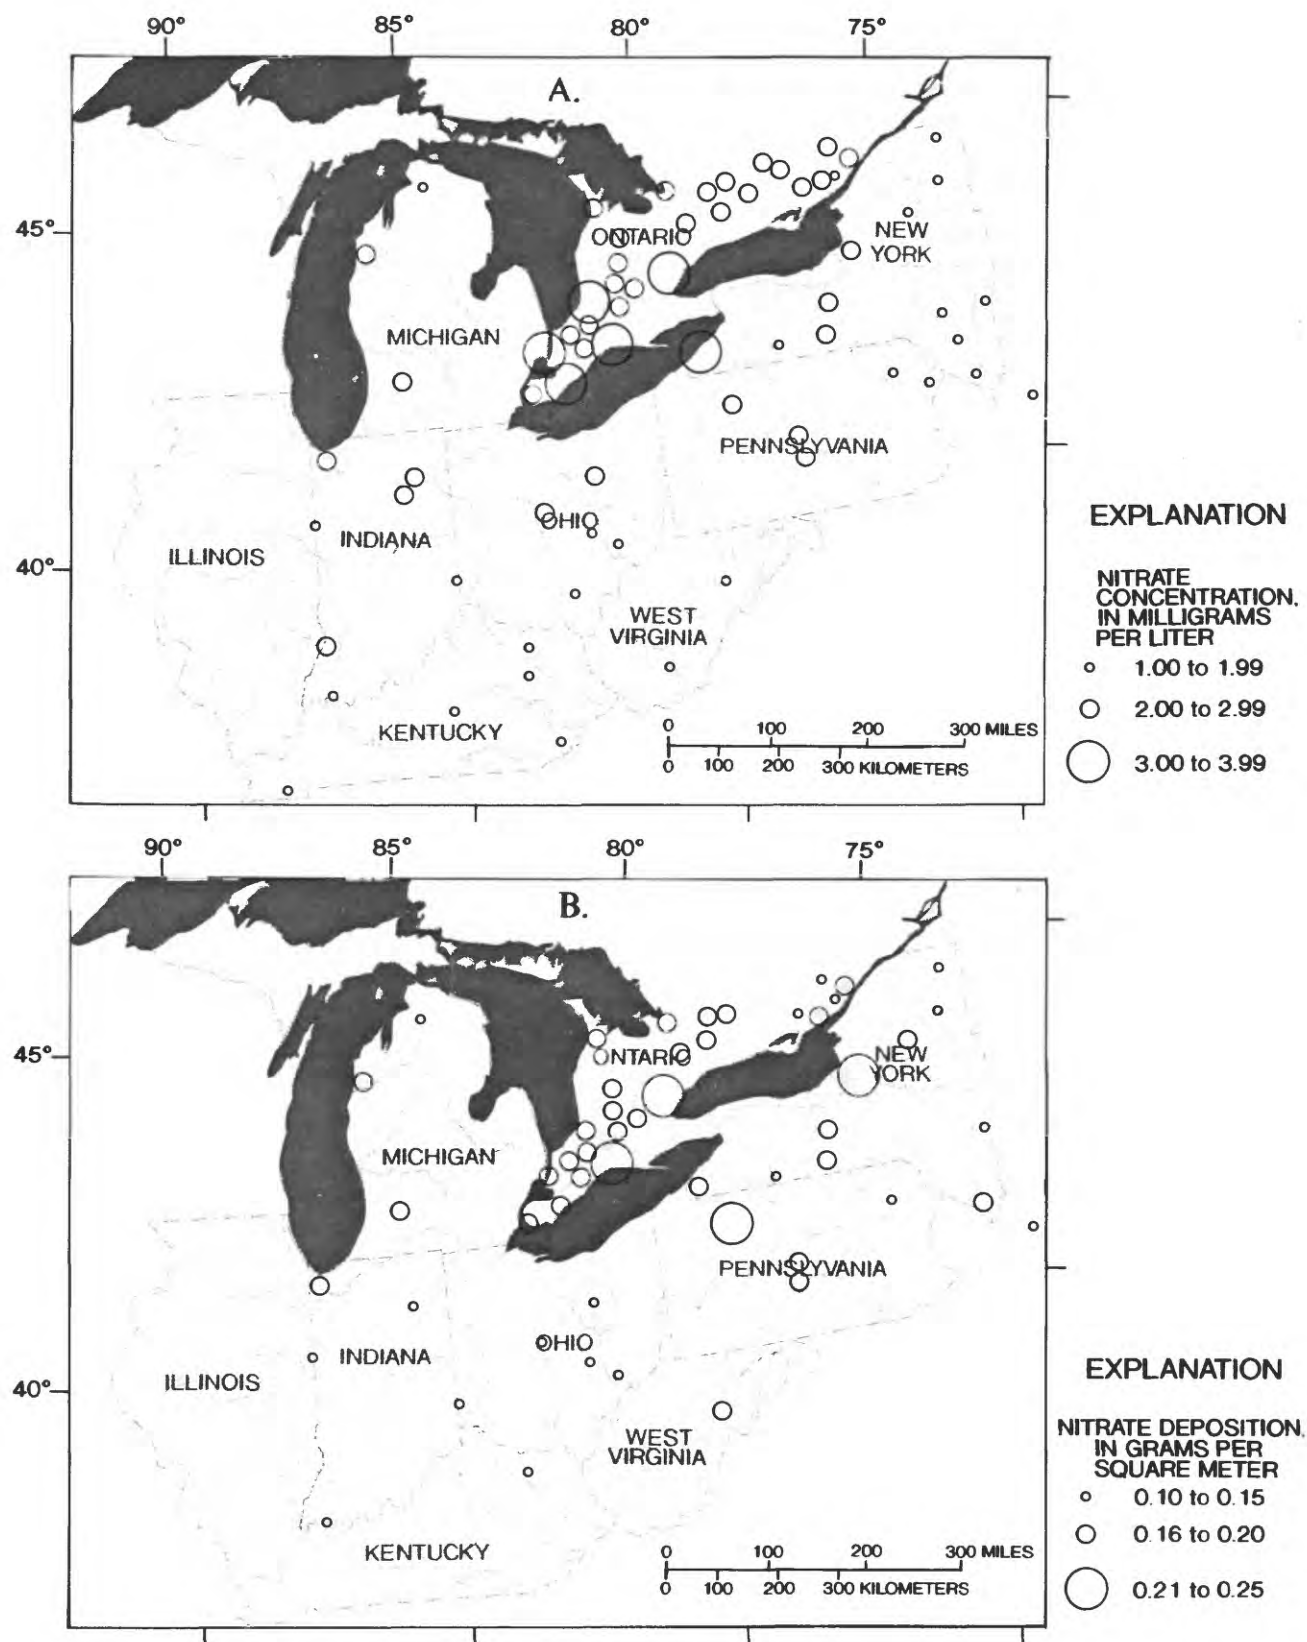 90° 85° 80° 75°
A.
45°
ONTARIO
NEW
YORK
MICHIGAN
PENNSLYVANIA
OHIO
INDIANA
ILLINOIS
40°
WEST
VIRGINIA
KENTUCKY
0 100 200 300 MILES
0 100 200 300 KILOMETERS
EXPLANATION
NITRATE
CONCENTRATION,
IN MILLIGRAMS
PER LITER
1.00 to 1.99
2.00 to 2.99
3.00 to 3.99
90° 85° 80° 75°
B.
45°
ONTARIO
NEW
YORK
MICHIGAN
PENNSLYVANIA
OHIO
INDIANA
ILLINOIS
40°
WEST
VIRGINIA
KENTUCKY
0 100 200 300 MILES
0 100 200 300 KILOMETERS
EXPLANATION
NITRATE DEPOSITION,
IN GRAMS PER
SQUARE METER
0.10 to 0.15
0.16 to 0.20
0.21 to 0.25